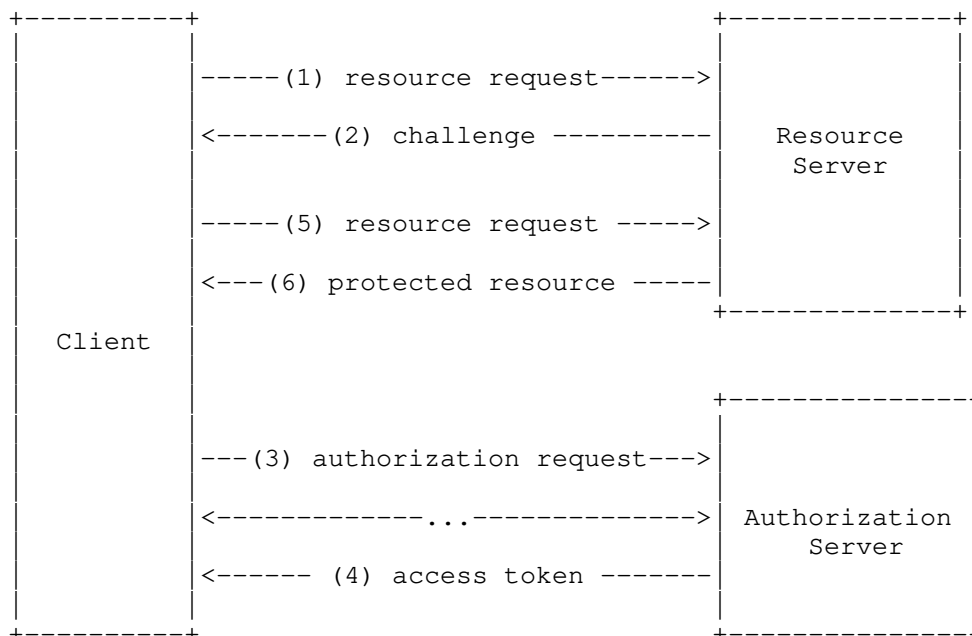 (1) resource request
(2) challenge
Resource
Server
(5) resource request
(6) protected resource
Client
(3) authorization request
...
Authorization
Server
(4) access token